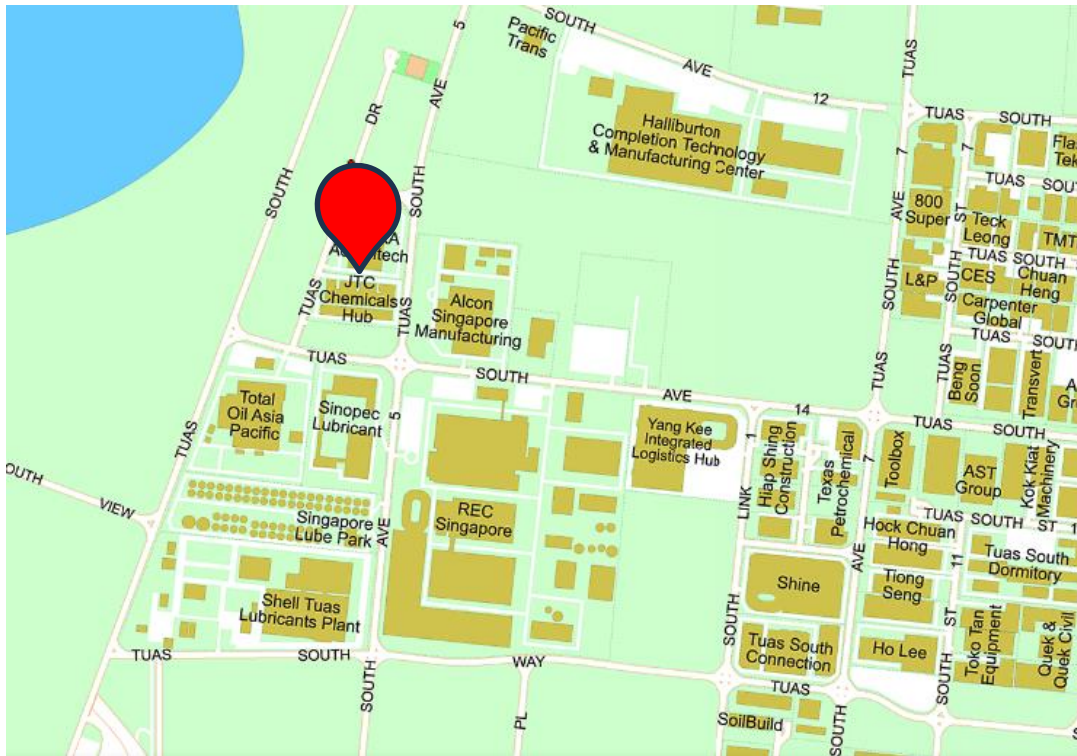 SOUTH
AVE
12
Pacific
Trans
5
AVE
SOUTH
TUAS
DR
TUAS
SOUTH
TUAS
Halliburton
Completion Technology
& Manufacturing Center
TUAS
7
AVE
SOUTH
TUAS
TUAS
SOUTH
7
ST
SOUTH
TUAS
TUAS
TUAS
SOUTH
TUAS
800
Super
Teck
Leong
TMT
L&P
CES
Chuan
Heng
Carpenter
Global
Beng
Soon
Transvert
JTC
Chemicals
Hub
Alcon
Singapore
Manufacturing
TUAS
SOUTH
AVE
14
TUAS
SOUTH
Total
Oil Asia
Pacific
Sinopec
Lubricant
5
AVE
SOUTH
VIEW
Singapore
Lube Park
REC
Singapore
Shell Tuas
Lubricants Plant
Yang Kee
Integrated
Logistics Hub
1
LINK
SOUTH
Hiap Shing
Construction
Texas
Petrochemical
7
AVE
SOUTH
Toolbox
AST
Group
Kok Kiat
Machinery
TUAS
SOUTH
ST
11
ST
SOUTH
Hock Chuan
Hong
Tuas South
Dormitory
Tiong
Seng
Shine
Tuas South
Connection
Ho Lee
Toko Tan
Equipment
Quek &
Quek Civil
TUAS
SOUTH
WAY
TUAS
PL
SoilBuild